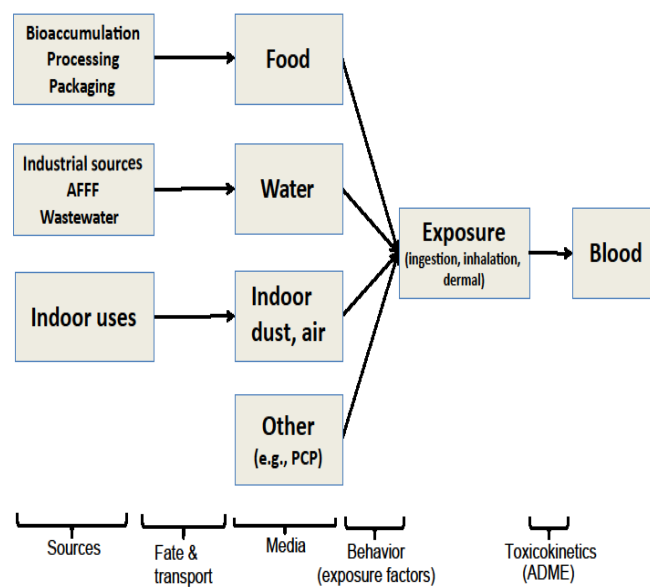 Bioaccumulation
Processing
Packaging
Food
Industrial sources
AFFF
Wastewater
Water
Exposure
(ingestion, inhalation,
dermal)
Blood
Indoor uses
Indoor
dust, air
Other
(e.g., PCP)
Sources
Fate &
transport
Media
Behavior
(exposure factors)
Toxicokinetics
(ADME)